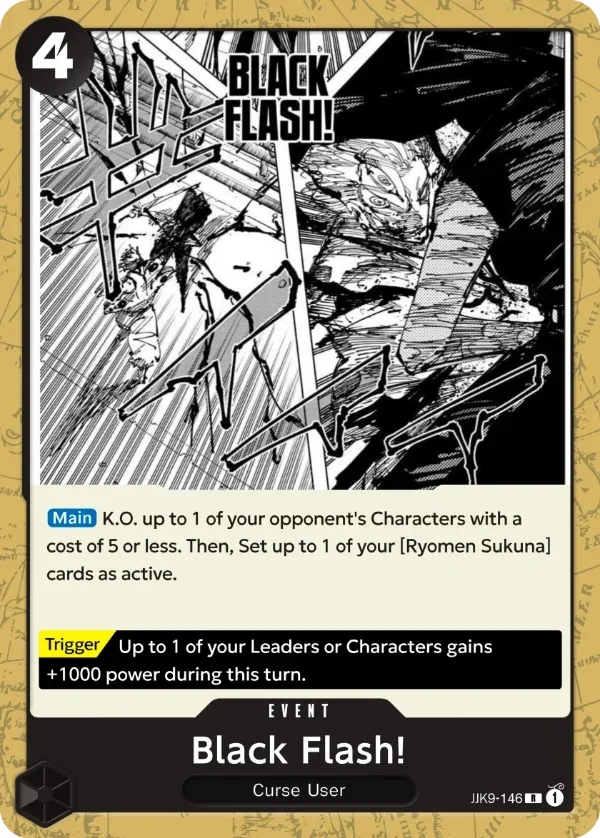 4
BLACK
FLASH!
Main K.O. up to 1 of your opponent's Characters with a
cost of 5 or less. Then, Set up to 1 of your [Ryomen Sukuna]
cards as active.
Trigger Up to 1 of your Leaders or Characters gains
+1000 power during this turn.
EVENT
Black Flash!
Curse User
JJK9-146 R 1